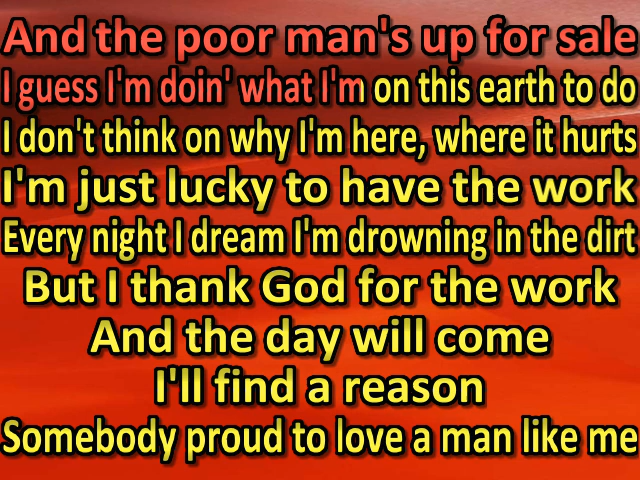 And the poor man's up for sale
I guess I'm doin' what I'm on this earth to do
I don't think on why I'm here, where it hurts
I'm just lucky to have the work
Every night I dream I'm drowning in the dirt
But I thank God for the work
And the day will come
I'll find a reason
Somebody proud to love a man like me